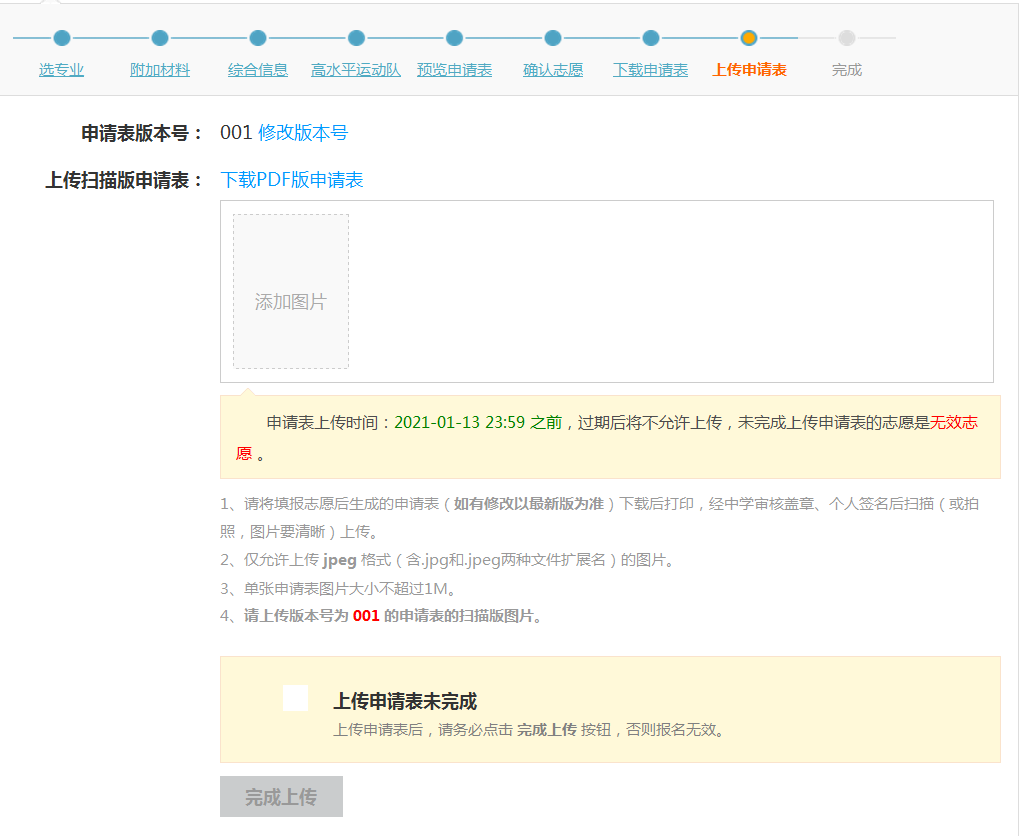 选专业 附加材料 综合信息 高水平运动队 预览申请表 确认志愿 下载申请表 上传申请表 完成
申请表版本号： 001 修改版本号
上传扫描版申请表： 下载PDF版申请表
添加图片
申请表上传时间：2021-01-13 23:59 之前，过期后将不允许上传，未完成上传申请表的志愿是无效志
愿 。
1、请将填报志愿后生成的申请表（如有修改以最新版为准）下载后打印，经中学审核盖章、个人签名后扫描（或拍
照，图片要清晰）上传。
2、仅允许上传 jpeg 格式（含.jpg和.jpeg两种文件扩展名）的图片。
3、单张申请表图片大小不超过1M。
4、请上传版本号为 001 的申请表的扫描版图片。
上传申请表未完成
上传申请表后，请务必点击 完成上传 按钮，否则报名无效。
完成上传